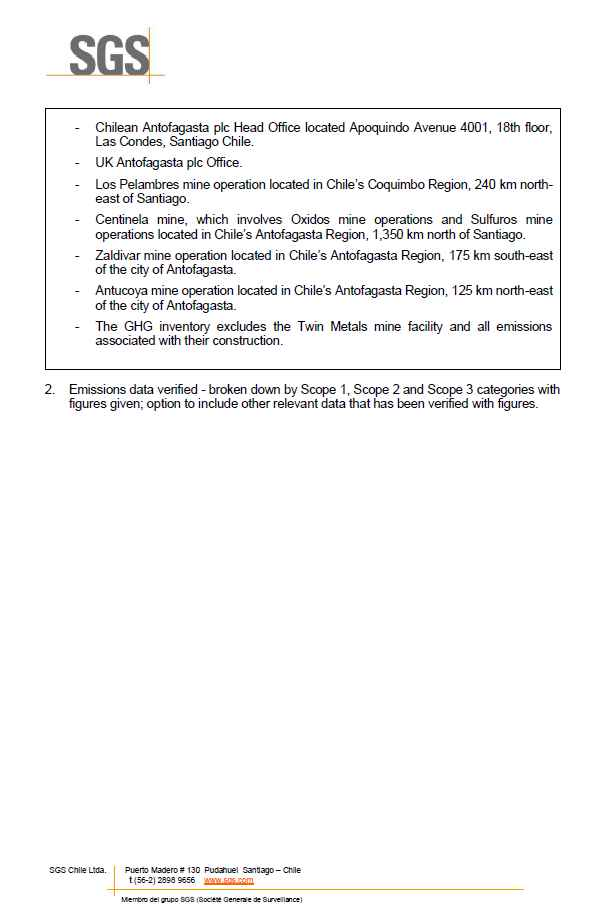 SGS
- Chilean Antofagasta plc Head Office located Apoquindo Avenue 4001, 18th floor,
Las Condes, Santiago Chile.
- UK Antofagasta plc Office.
- Los Pelambres mine operation located in Chile's Coquimbo Region, 240 km north-
east of Santiago.
- Centinela mine, which involves Oxidos mine operations and Sulfuros mine
operations located in Chile's Antofagasta Region, 1,350 km north of Santiago.
- Zaldivar mine operation located in Chile's Antofagasta Region, 175 km south-east
of the city of Antofagasta.
- Antucoya mine operation located in Chile's Antofagasta Region, 125 km north-east
of the city of Antofagasta.
- The GHG inventory excludes the Twin Metals mine facility and all emissions
associated with their construction.
2. Emissions data verified - broken down by Scope 1, Scope 2 and Scope 3 categories with
figures given; option to include other relevant data that has been verified with figures.
SGS Chile Ltda. Puerto Madero # 130 Pudahuel Santiago – Chile
t.(56-2) 2898 9656 www.sgs.com
Miembro del grupo SGS (Société Generale de Surveillance)